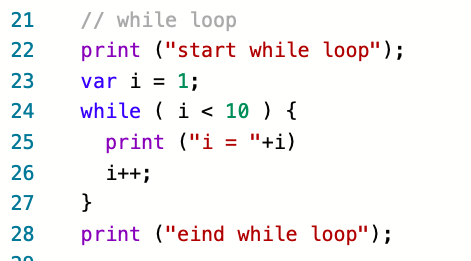 21 // while loop
22 print ("start while loop");
23 var i = 1;
24 while ( i < 10 ) {
25 print ("i = "+i)
26 i++;
27 }
28 print ("eind while loop");